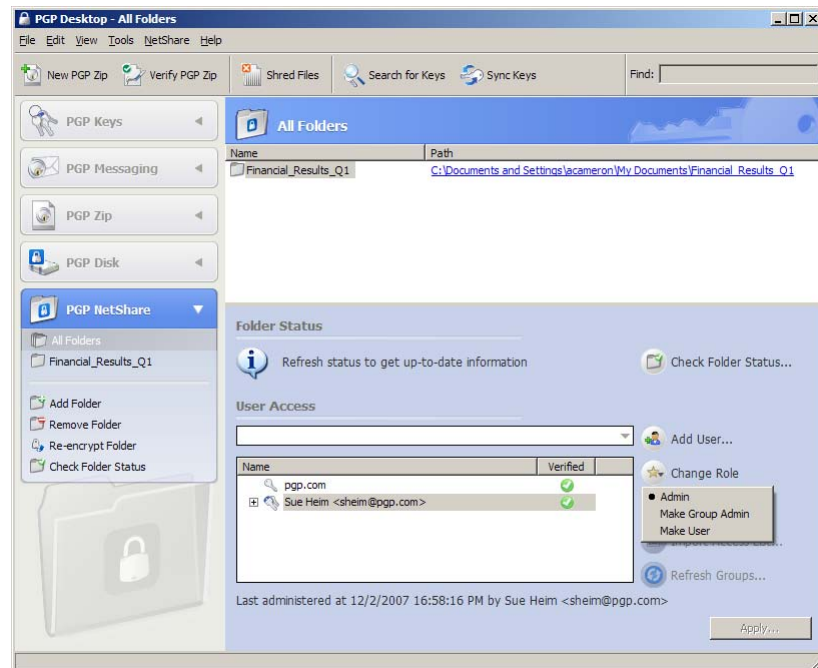 PGP Desktop - All Folders
File Edit View Tools NetShare Help
New PGP Zip Verify PGP Zip Shred Files Search for Keys Sync Keys Find:
PGP Keys
PGP Messaging
PGP Zip
PGP Disk
PGP NetShare
All Folders
Financial_Results_Q1
Add Folder
Remove Folder
Re-encrypt Folder
Check Folder Status
All Folders
Name Path
Financial_Results_Q1 C:\Documents and Settings\acameron\My Documents\Financial_Results_Q1
Folder Status
Refresh status to get up-to-date information
Check Folder Status...
User Access
Add User...
Name Verified
pgp.com
Sue Heim <sheim@pgp.com>
Change Role
Admin
Make Group Admin
Make User
Refresh Groups...
Last administered at 12/2/2007 16:58:16 PM by Sue Heim <sheim@pgp.com>
Apply...